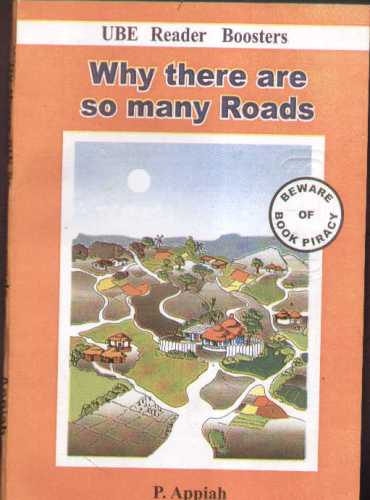 UBE Reader Boosters
Why there are
so many Roads
BEWARE
OF
BOOK PIRACY
P. Appiah